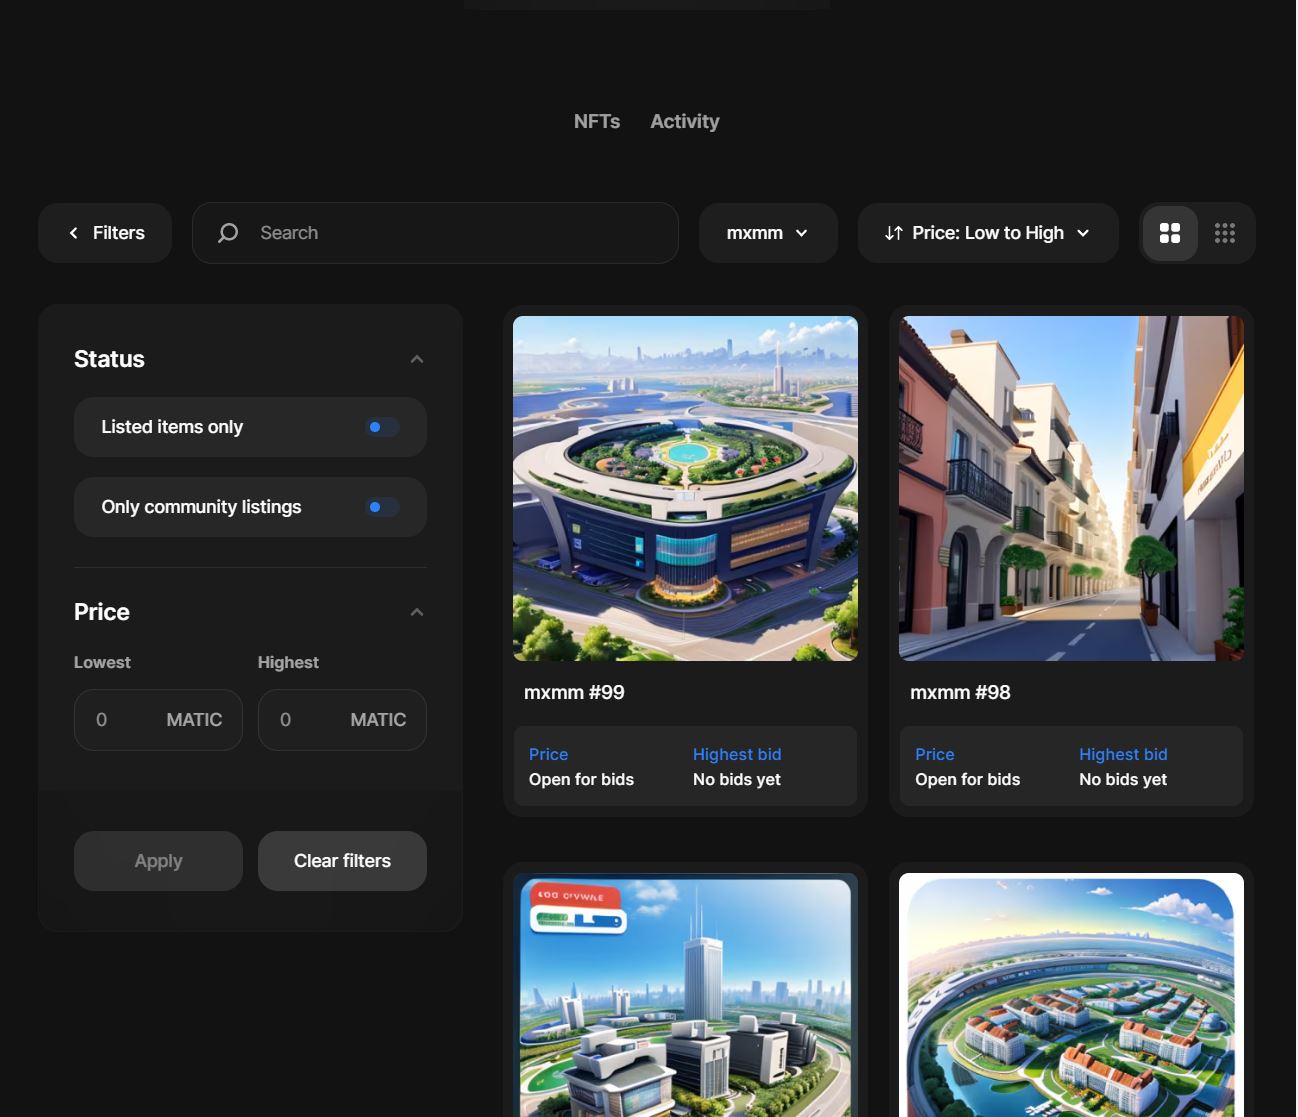 NFTs Activity
Filters
Search
mxmm
Price: Low to High
Status
Listed items only
Only community listings
Price
Lowest Highest
0 MATIC 0 MATIC
Apply Clear filters
mxmm #99
Price Highest bid
Open for bids No bids yet
mxmm #98
Price Highest bid
Open for bids No bids yet